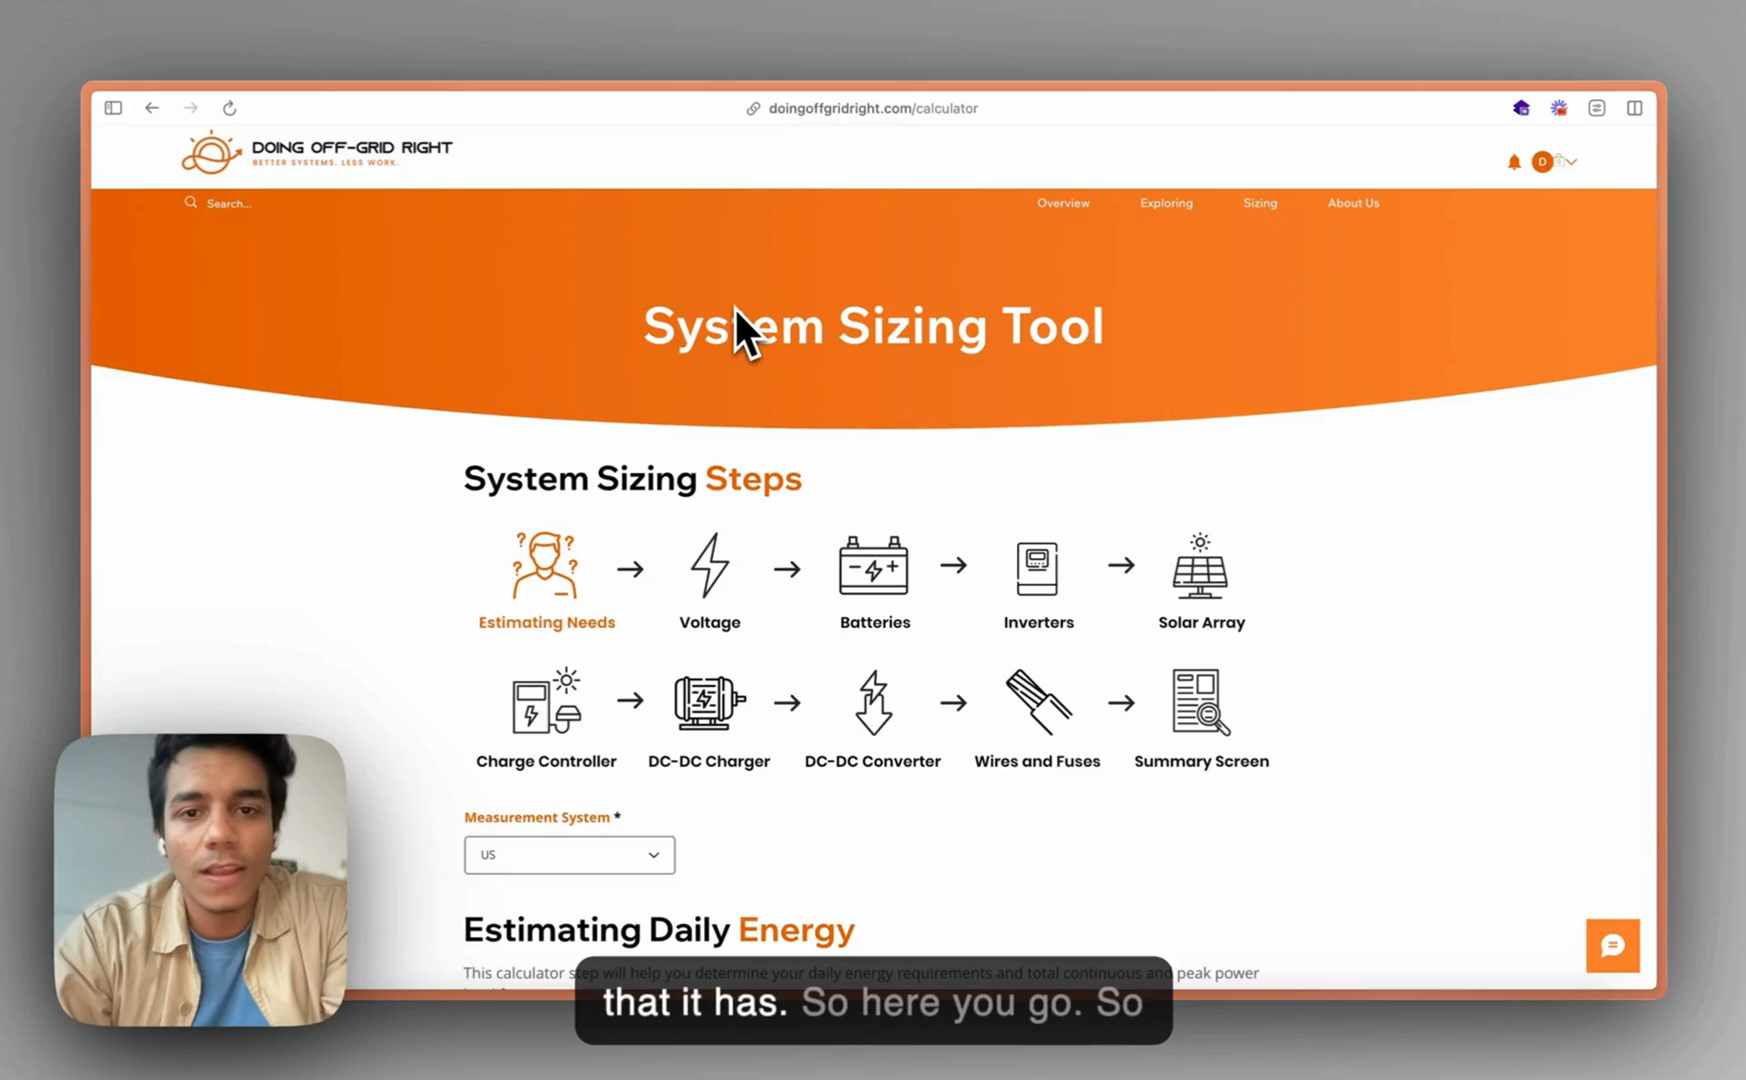 doingoffgridright.com/calculator
DOING OFF-GRID RIGHT
BETTER SYSTEMS. LESS WORK.
D
Search...
Overview
Exploring
Sizing
About Us
System Sizing Tool
System Sizing Steps
Estimating Needs
Voltage
Batteries
Inverters
Solar Array
Charge Controller
DC-DC Charger
DC-DC Converter
Wires and Fuses
Summary Screen
Measurement System *
US
Estimating Daily Energy
This calculator step will help you determine your daily energy requirements and total continuous and peak power
that it has. So here you go. So